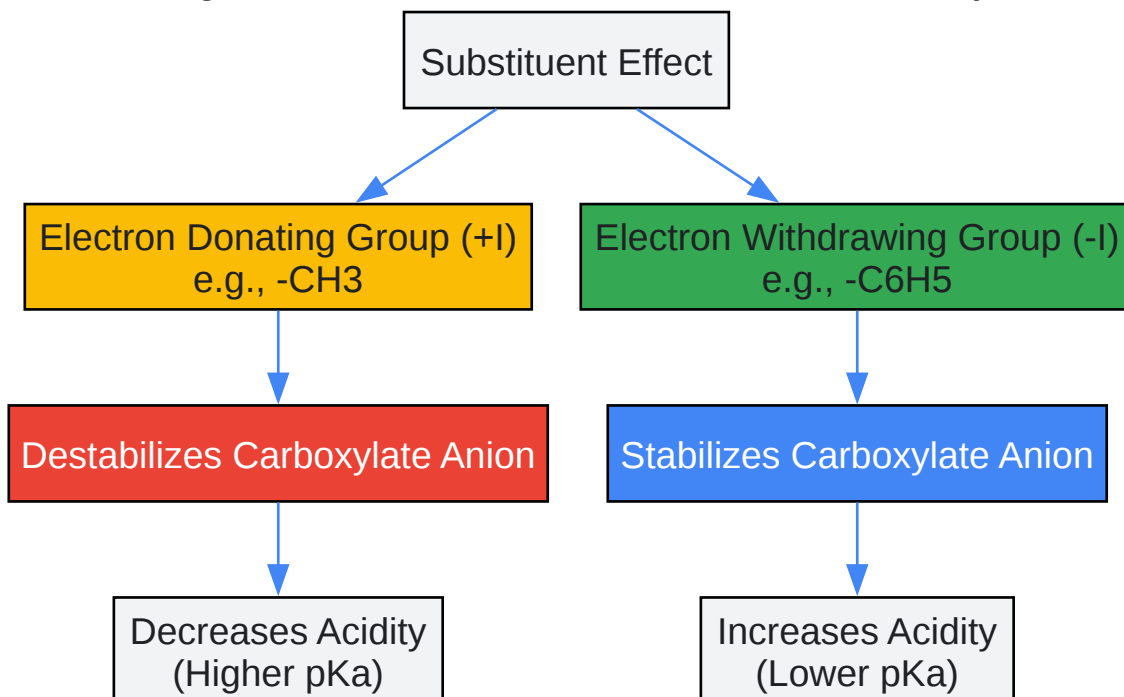 Substituent Effect
Electron Donating Group (+I)
e.g., -CH3
Electron Withdrawing Group (-I)
e.g., -C6H5
Destabilizes Carboxylate Anion
Stabilizes Carboxylate Anion
Decreases Acidity
(Higher pKa)
Increases Acidity
(Lower pKa)